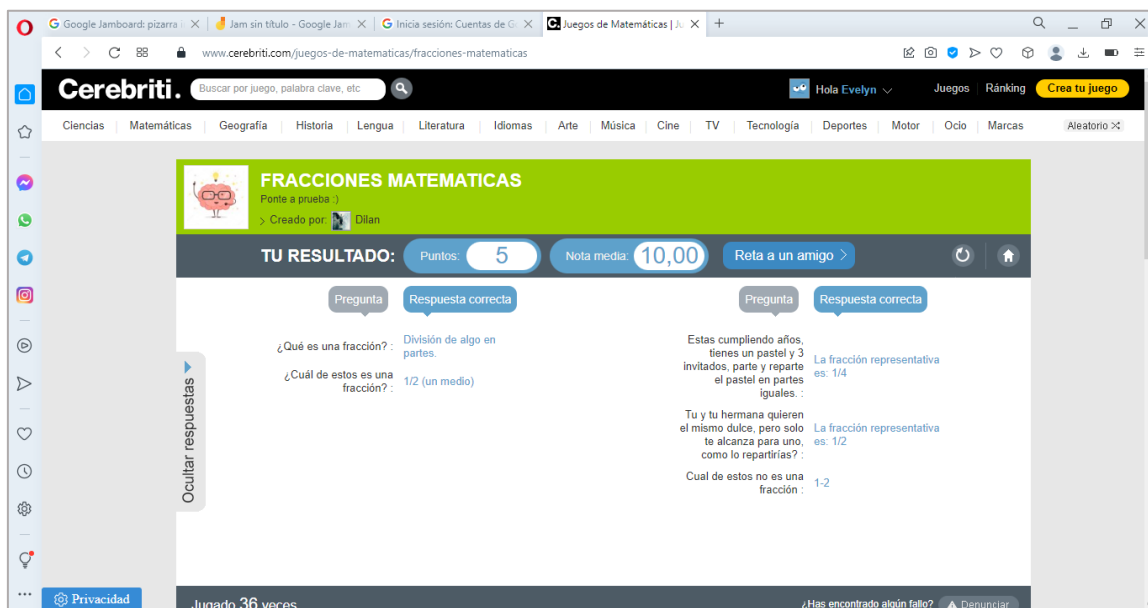 Google Jamboard: pizarra i
Jam sin título - Google Jam
Inicia sesión: Cuentas de G
Juegos de Matemáticas | Ju
www.cerebriti.com/juegos-de-matematicas/fracciones-matematicas
Cerebriti.
Buscar por juego, palabra clave, etc
Hola Evelyn
Juegos
Ránking
Crea tu juego
Ciencias
Matemáticas
Geografía
Historia
Lengua
Literatura
Idiomas
Arte
Música
Cine
TV
Tecnología
Deportes
Motor
Ocio
Marcas
Aleatorio
FRACCIONES MATEMATICAS
Ponte a prueba :)
> Creado por: Dilan
TU RESULTADO:
Puntos: 5
Nota media: 10,00
Reta a un amigo >
Ocultar respuestas
Pregunta
Respuesta correcta
¿Qué es una fracción? :
División de algo en
partes.
¿Cuál de estos es una
fracción? :
1/2 (un medio)
Pregunta
Respuesta correcta
Estas cumpliendo años,
tienes un pastel y 3
invitados, parte y reparte
el pastel en partes
iguales. :
La fracción representativa
es: 1/4
Tu y tu hermana quieren
el mismo dulce, pero solo
te alcanza para uno,
como lo repartirías? :
La fracción representativa
es: 1/2
Cual de estos no es una
fracción :
1-2
Privacidad
Jugado 36 veces
¿Has encontrado algún fallo?
Denunciar